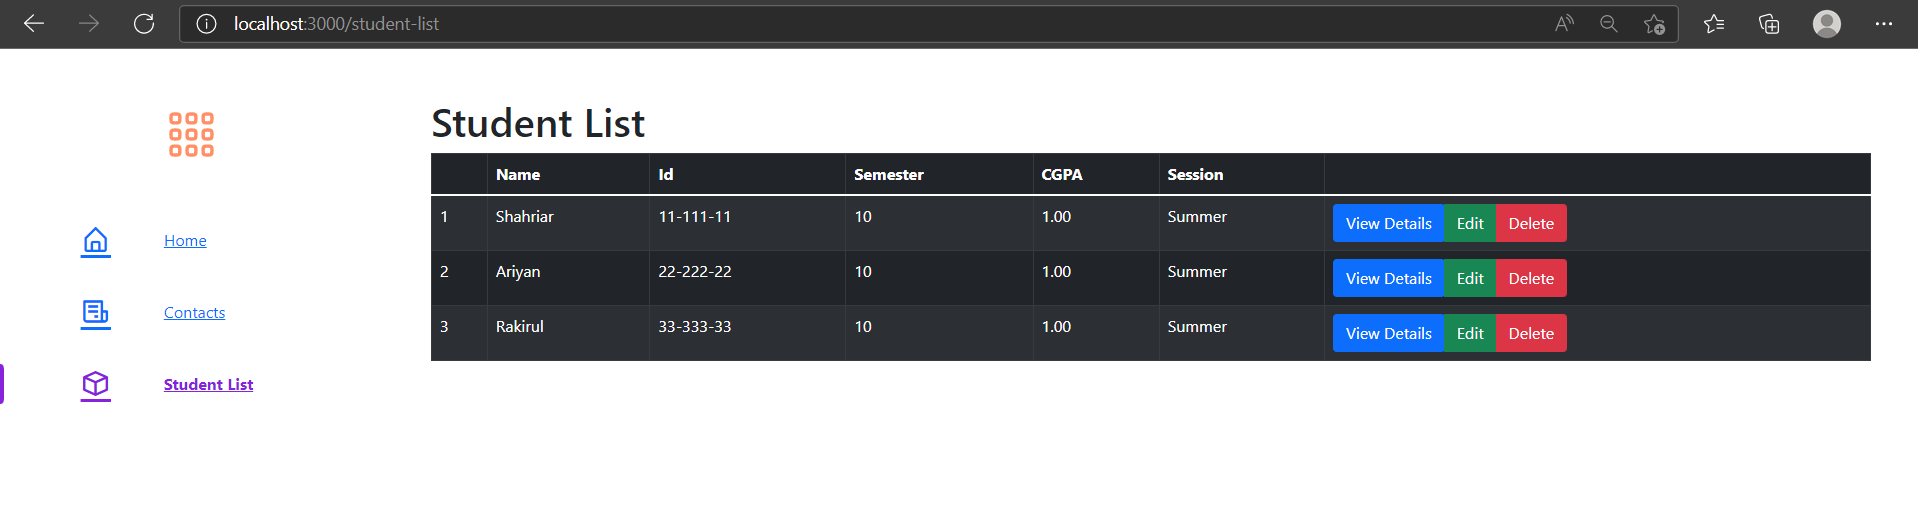 localhost:3000/student-list
Student List
Name Id Semester CGPA Session
1 Shahriar 11-111-11 10 1.00 Summer View Details Edit Delete
2 Ariyan 22-222-22 10 1.00 Summer View Details Edit Delete
3 Rakirul 33-333-33 10 1.00 Summer View Details Edit Delete
Home
Contacts
Student List